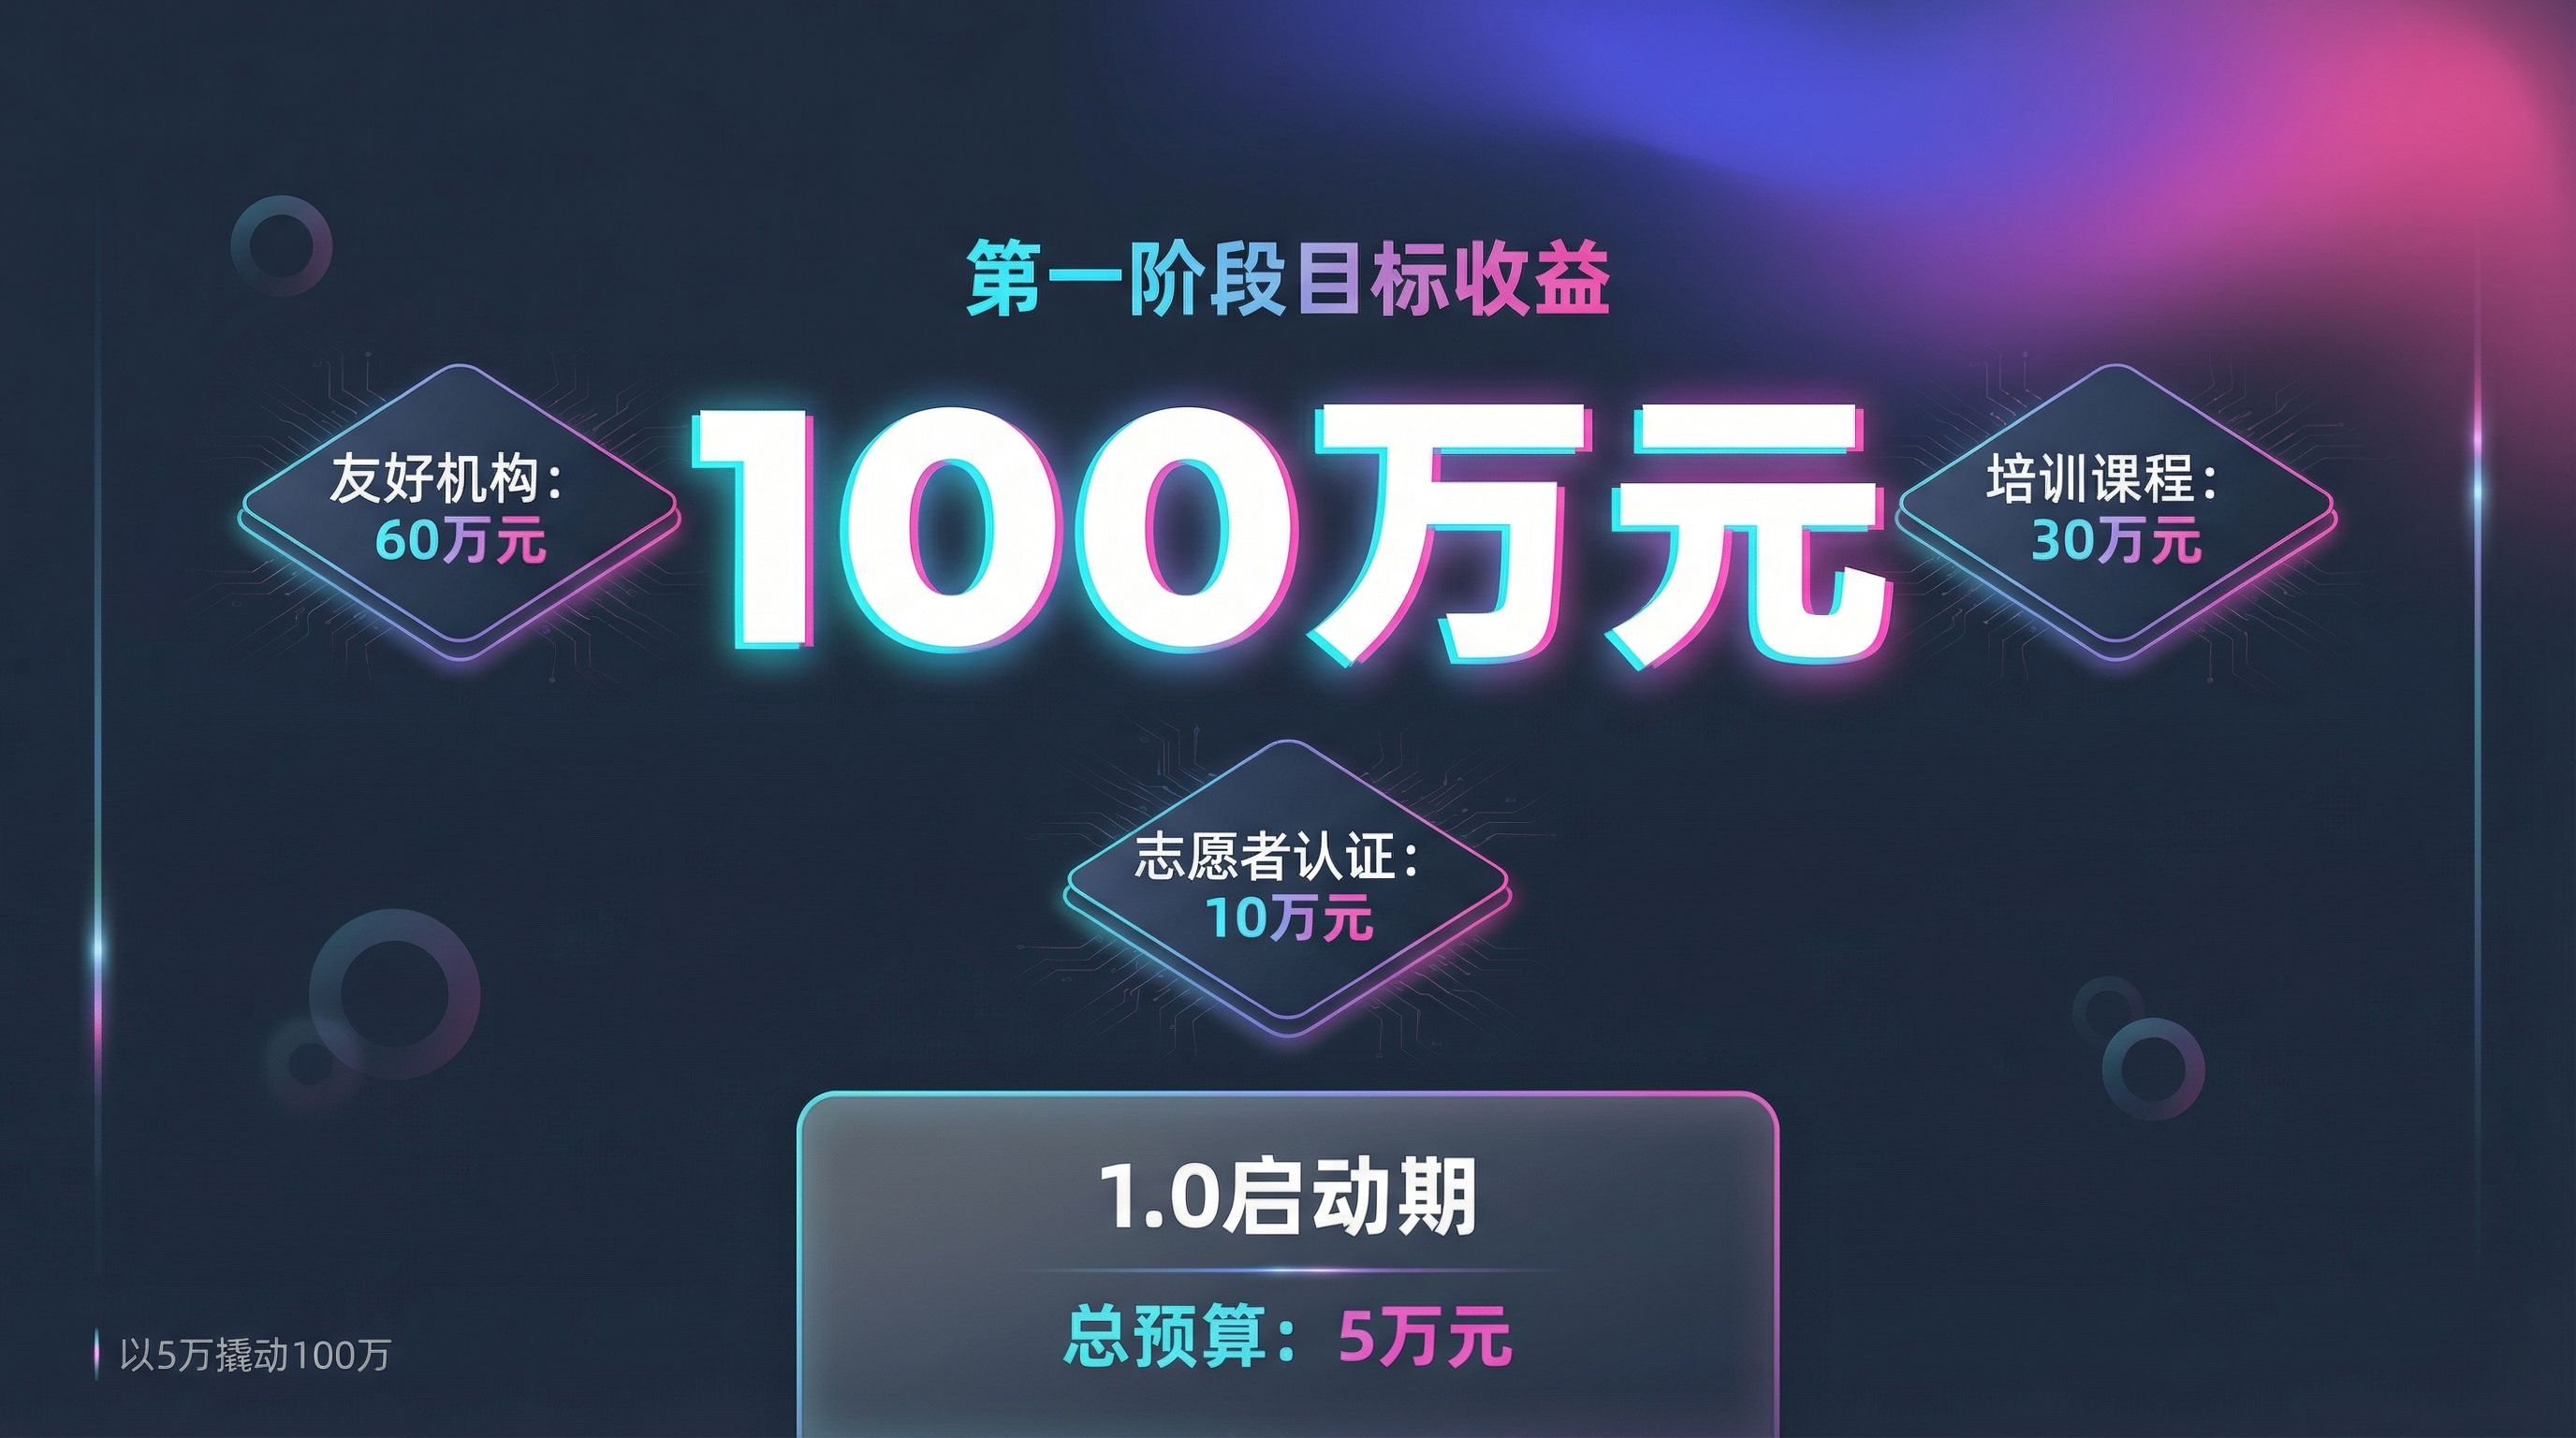 第一阶段目标收益
100万元
友好机构：
60万元
培训课程：
30万元
志愿者认证：
10万元
1.0启动期
总预算：5万元
以5万撬动100万